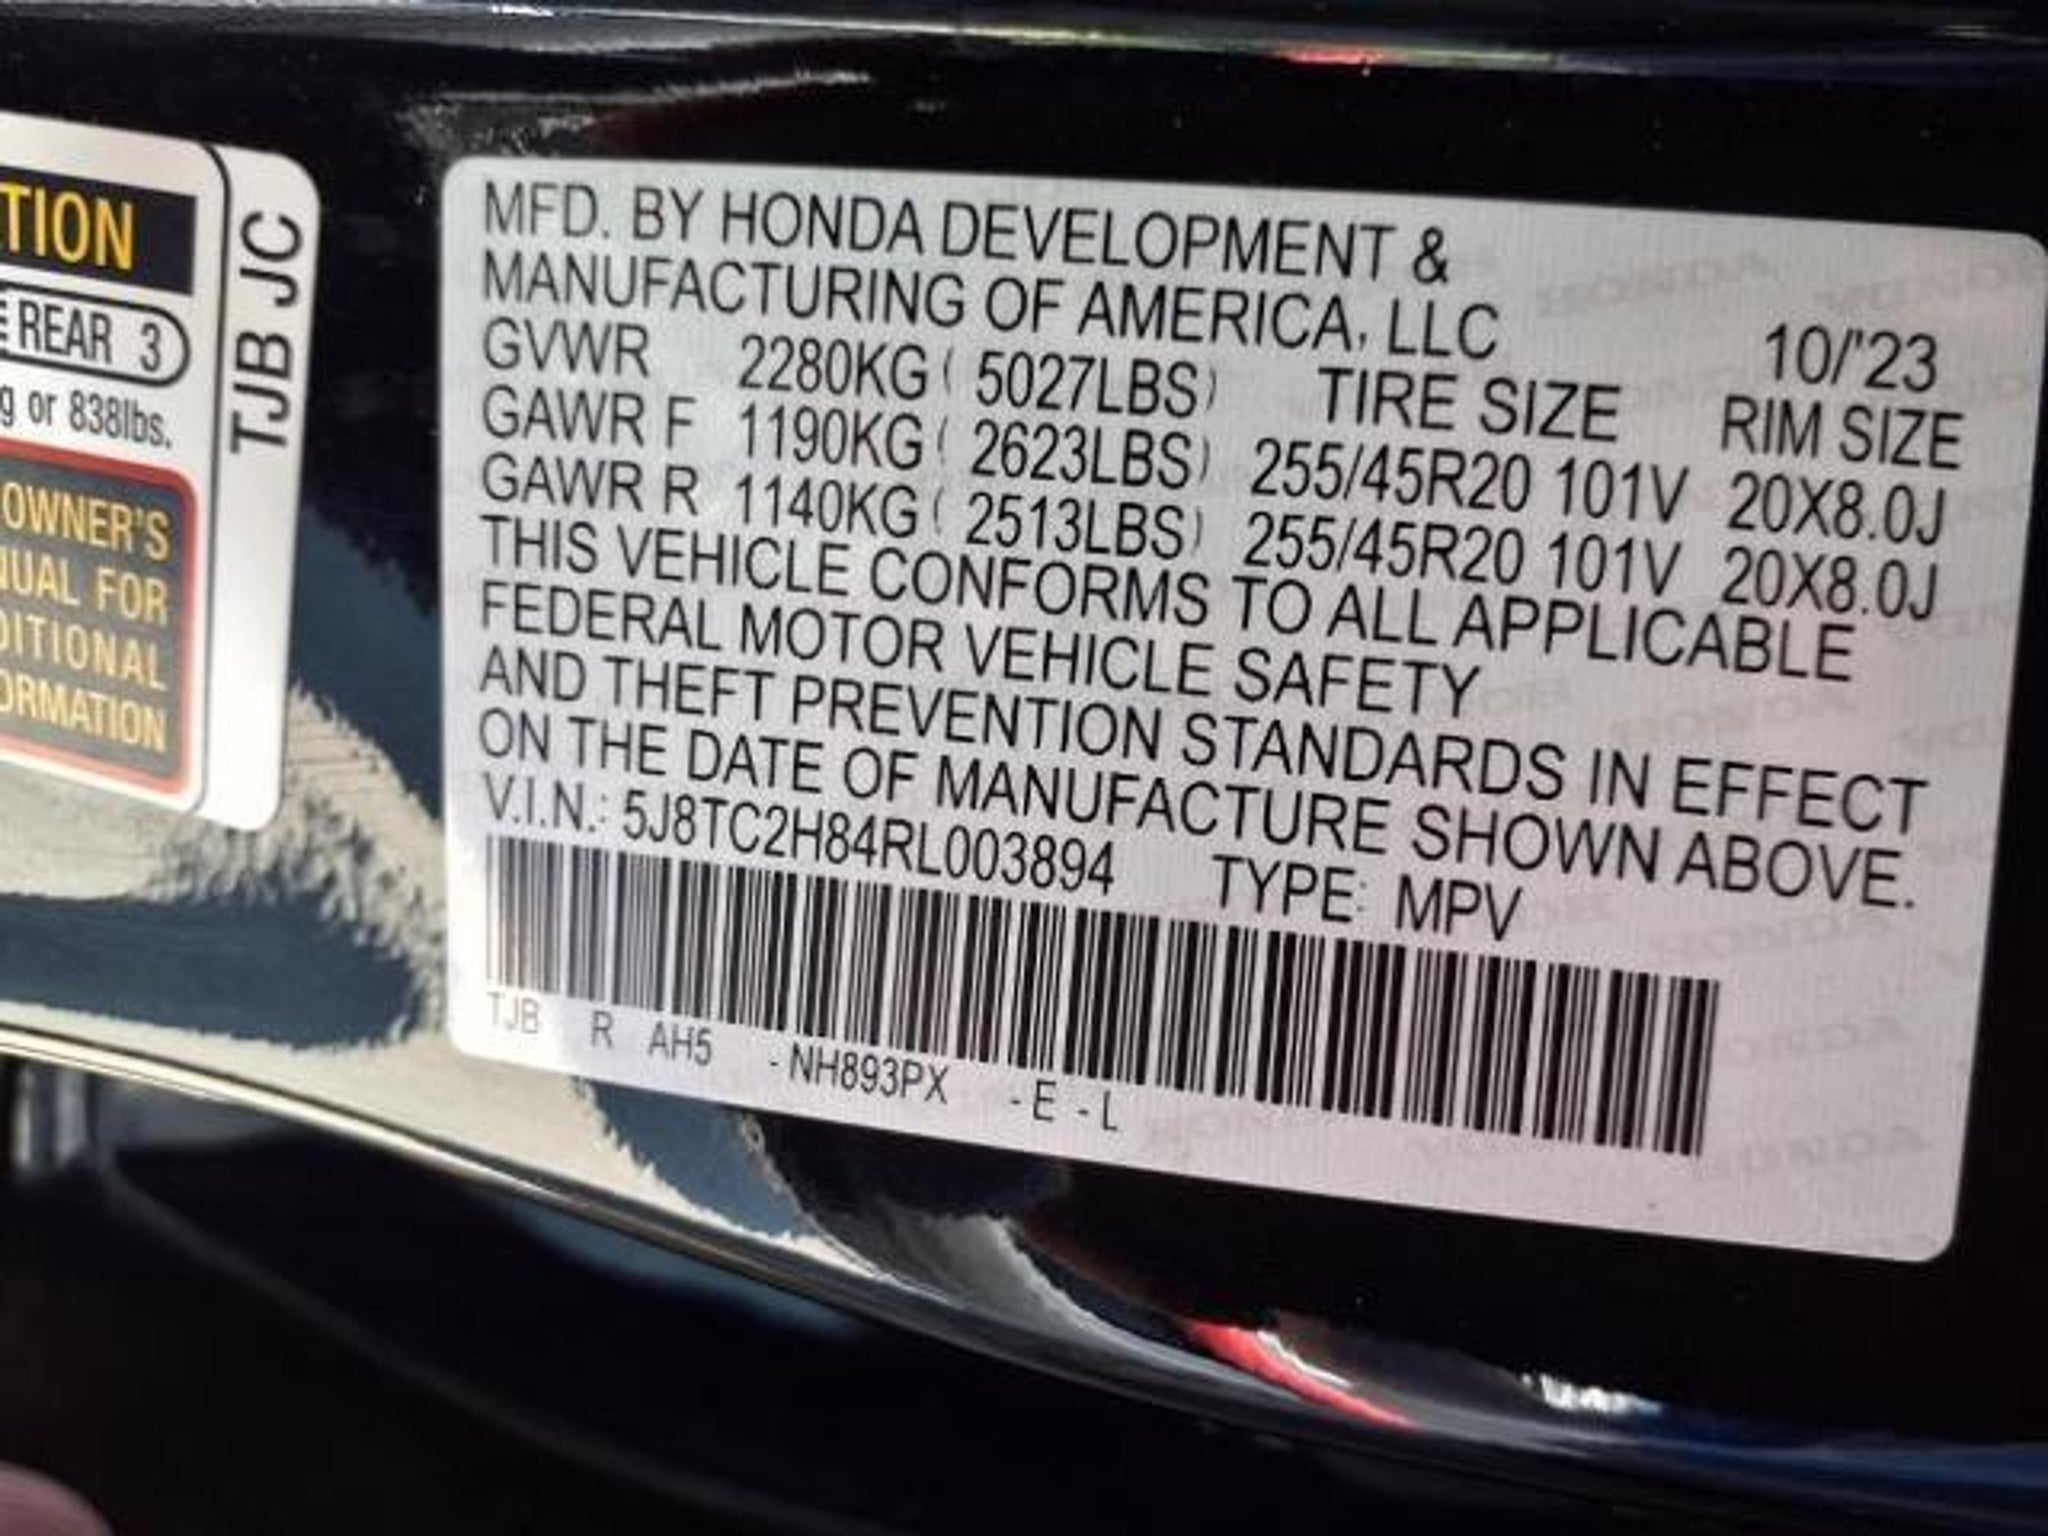 TION
E REAR 3
g or 838lbs.
OWNER'S
NUAL FOR
DITIONAL
ORMATION
TJB JC
MFD. BY HONDA DEVELOPMENT &
MANUFACTURING OF AMERICA, LLC 10/'23
GVWR 2280KG ( 5027LBS) TIRE SIZE RIM SIZE
GAWR F 1190KG ( 2623LBS) 255/45R20 101V 20X8.0J
GAWR R 1140KG ( 2513LBS) 255/45R20 101V 20X8.0J
THIS VEHICLE CONFORMS TO ALL APPLICABLE
FEDERAL MOTOR VEHICLE SAFETY
AND THEFT PREVENTION STANDARDS IN EFFECT
ON THE DATE OF MANUFACTURE SHOWN ABOVE.
V.I.N.: 5J8TC2H84RL003894 TYPE: MPV
TJB R AH5 - NH893PX - E - L